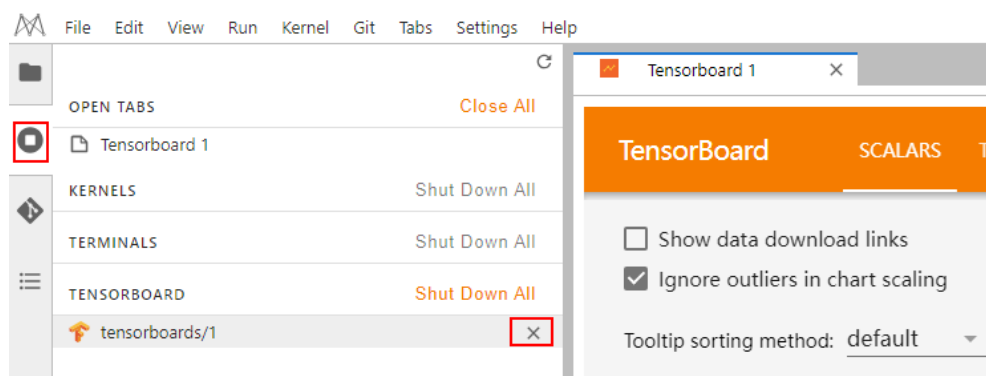 File Edit View Run Kernel Git Tabs Settings Help
OPEN TABS Close All
Tensorboard 1
KERNELS Shut Down All
TERMINALS Shut Down All
TENSORBOARD Shut Down All
tensorboards/1
Tensorboard 1
TensorBoard SCALARS
Show data download links
Ignore outliers in chart scaling
Tooltip sorting method: default